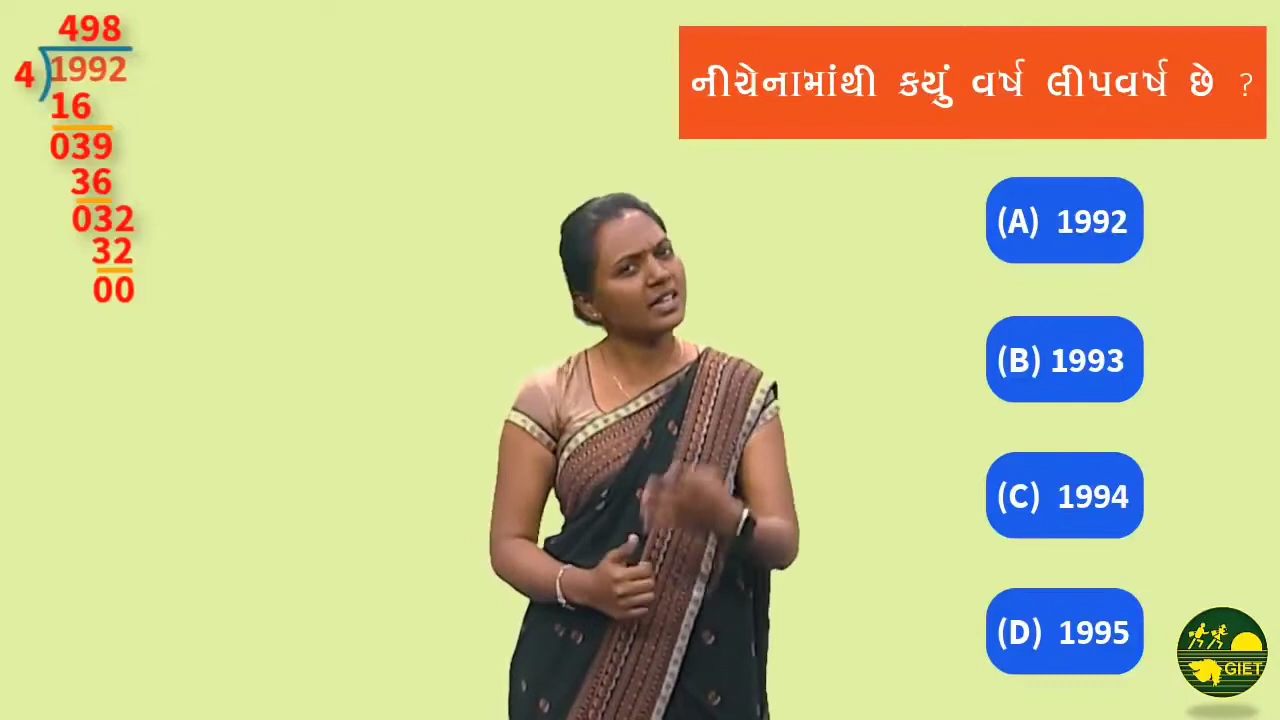 498
4 1992
16
039
36
032
32
00
નીચેનામાંથી કયું વર્ષ લીપવર્ષ છે ?
(A) 1992
(B) 1993
(C) 1994
(D) 1995
GIET